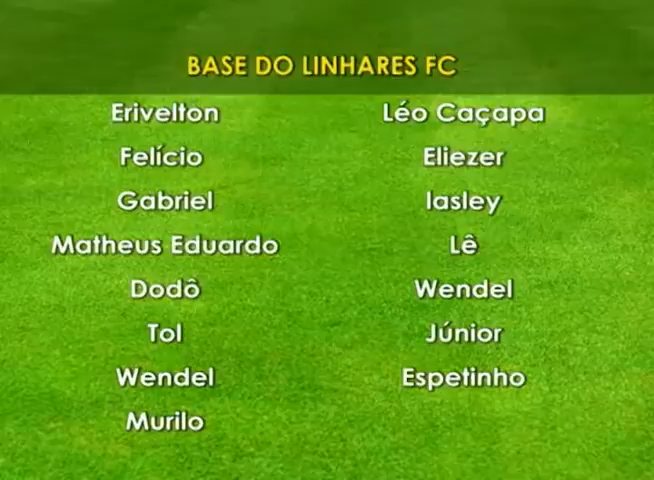 BASE DO LINHARES FC
Erivelton
Felício
Gabriel
Matheus Eduardo
Dodô
Tol
Wendel
Murilo
Léo Caçapa
Eliezer
Iasley
Lê
Wendel
Júnior
Espetinho